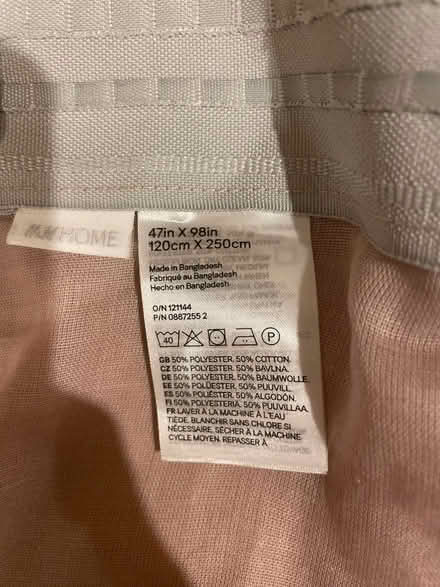 H&M HOME
47in X 98in
120cm X 250cm
Made in Bangladesh
Fabriqué au Bangladesh
Hecho en Bangladesh
O/N 121144
P/N 0887255 2
40
P
GB 50% POLYESTER. 50% COTTON.
CZ 50% POLYESTER. 50% BAVLNA.
DE 50% POLYESTER. 50% BAUMWOLLE.
EE 50% POLÜESTER. 50% PUUVILL.
ES 50% POLIÉSTER. 50% ALGODÓN.
FI 50% POLYESTERIÄ. 50% PUUVILLAA.
FR LAVER À LA MACHINE À L'EAU
TIÈDE. BLANCHIR SANS CHLORE SI
NÉCESSAIRE. SÉCHER À LA MACHINE
CYCLE MOYEN. REPASSER À